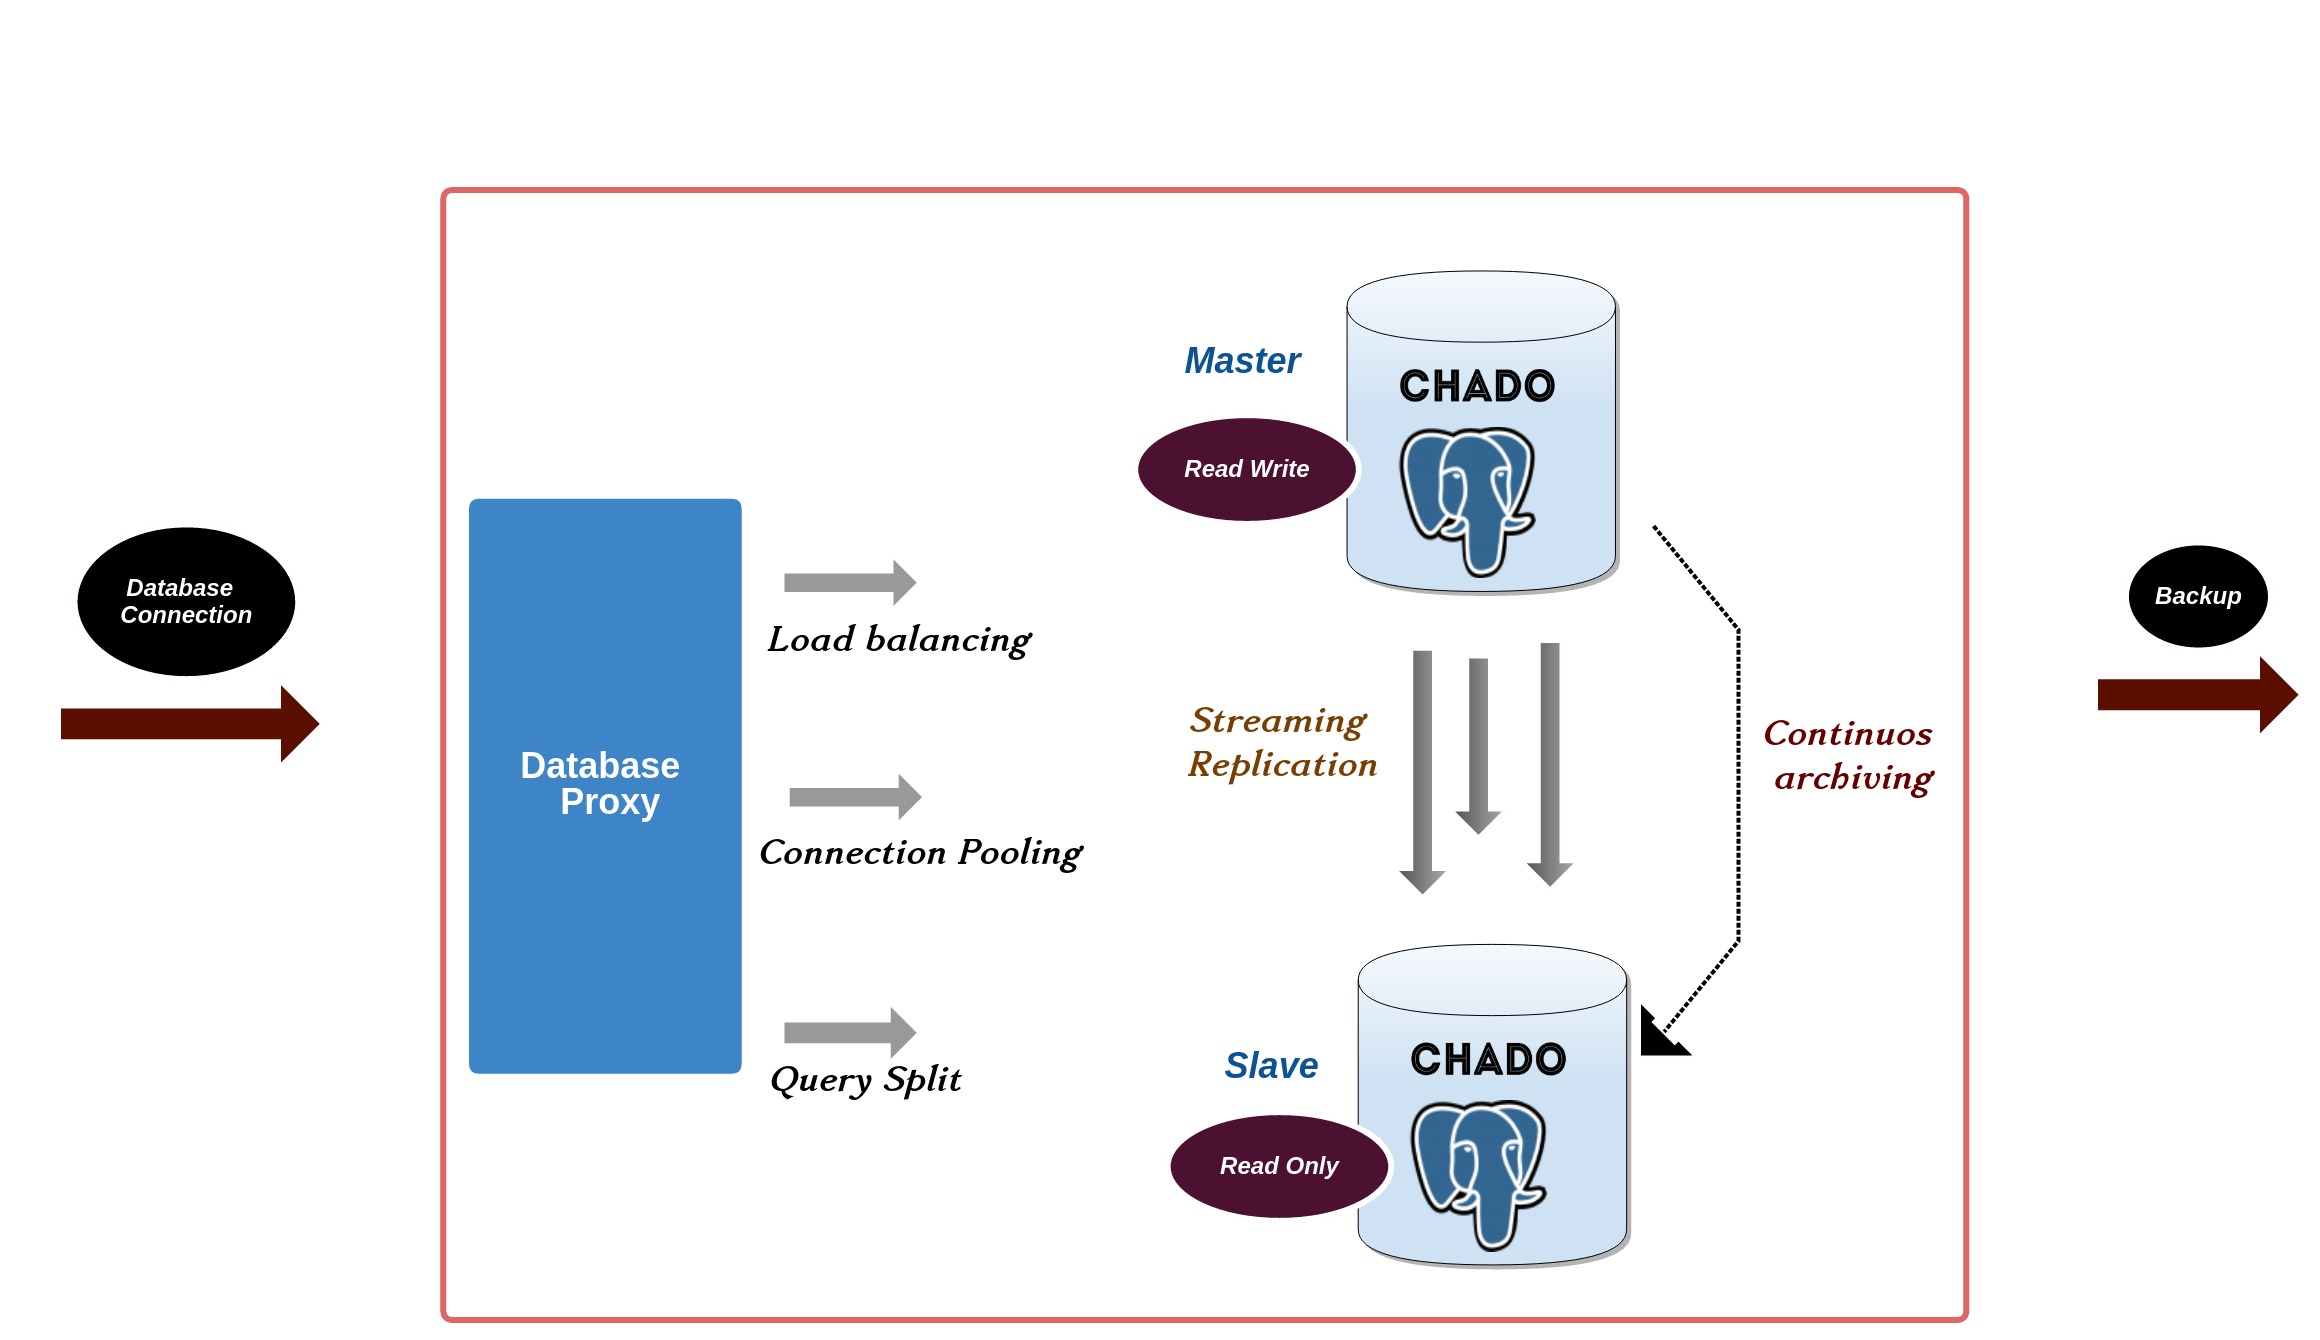 Database
Connection
Database
Proxy
Load balancing
Connection Pooling
Query Split
Master
CHADO
Read Write
Streaming
Replication
Continuos
archiving
Slave
CHADO
Read Only
Backup